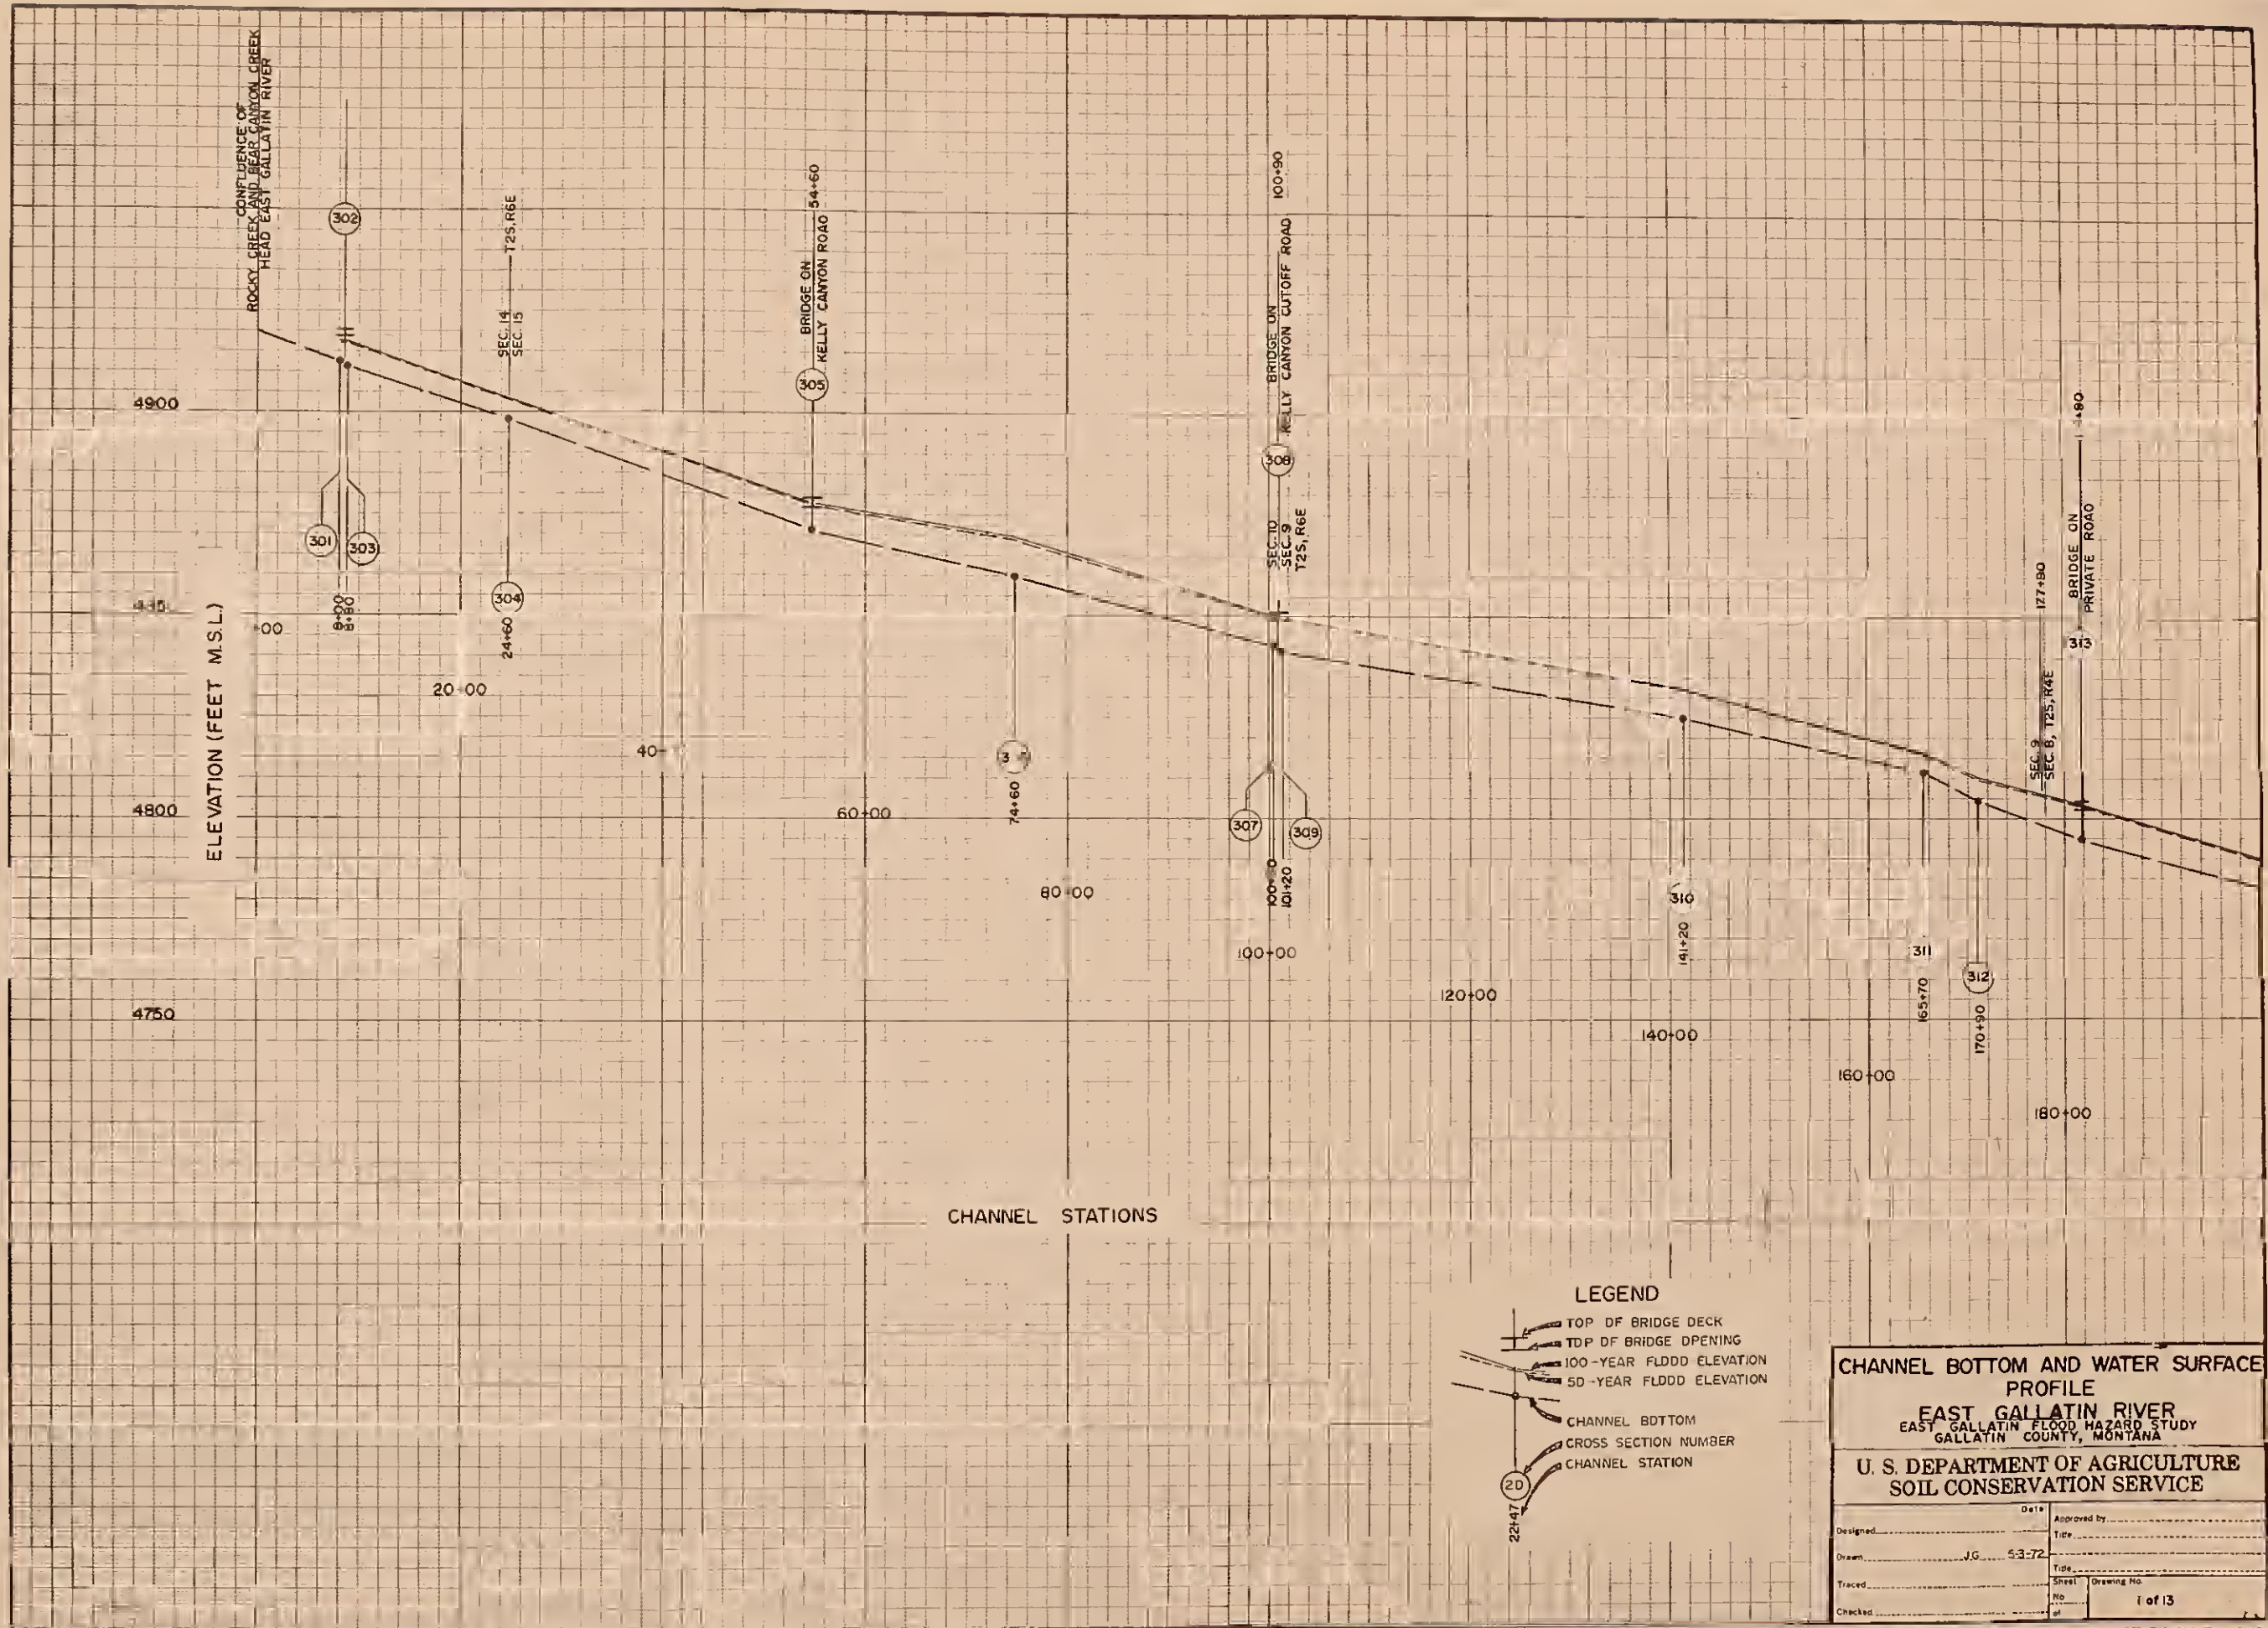 CONFLUENCE OF
ROCKY CREEK AND BEAR CANYON CREEK
HEAD EAST GALLATIN RIVER
302
T2S, R6E
SEC. 14
SEC. 15
BRIDGE ON
KELLY CANYON ROAD 54+60
305
BRIDGE ON
KELLY CANYON CUTOFF ROAD 100+90
308
SEC. 10
SEC. 9
T2S, R6E
BRIDGE ON
PRIVATE ROAD
313
177+80
SEC. 9
SEC. 8, T2S, R4E
4900
4800
4750
ELEVATION (FEET M.S.L.)
301
303
8+00
8+80
304
24+60
74+60
307
309
101+20
310
141+20
311
165+70
312
170+90
20+00
60+00
80+00
100+00
120+00
140+00
160+00
180+00
CHANNEL STATIONS
LEGEND
TOP OF BRIDGE DECK
TOP OF BRIDGE OPENING
100-YEAR FLOOD ELEVATION
50-YEAR FLOOD ELEVATION
CHANNEL BOTTOM
CROSS SECTION NUMBER
CHANNEL STATION
20
22+47
CHANNEL BOTTOM AND WATER SURFACE
PROFILE
EAST GALLATIN RIVER
EAST GALLATIN FLOOD HAZARD STUDY
GALLATIN COUNTY, MONTANA
U. S. DEPARTMENT OF AGRICULTURE
SOIL CONSERVATION SERVICE
Date
Designed
Drawn J.G. 5-3-72
Traced
Checked
Approved by
Title
Title
Sheet
No
of
Drawing No.
1 of 13